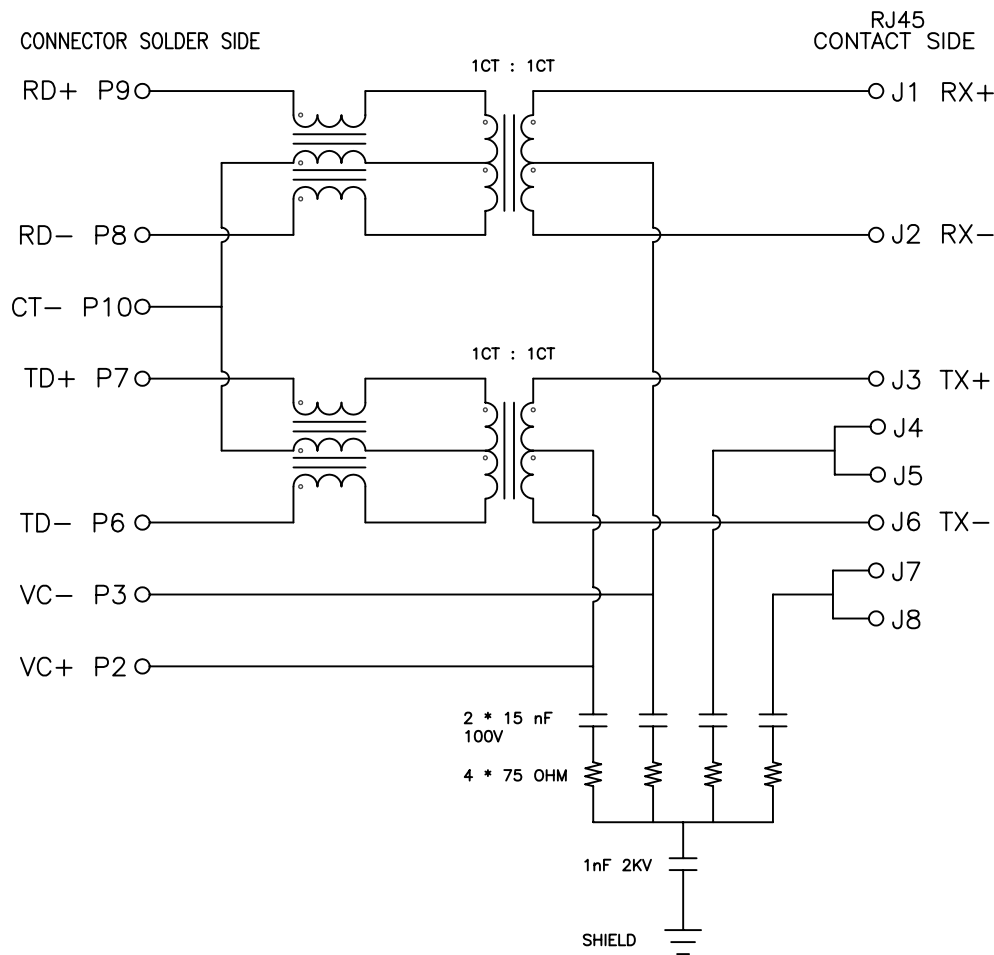 RJ45
CONNECTOR SOLDER SIDE CONTACT SIDE
1CT : 1CT
RD+ P9 J1 RX+
RD- P8 J2 RX-
CT- P10
1CT : 1CT
TD+ P7 J3 TX+
J4
J5
TD- P6 J6 TX-
J7
VC- P3
J8
VC+ P2
2 * 15 nF
100V
4 * 75 OHM
1nF 2KV
SHIELD